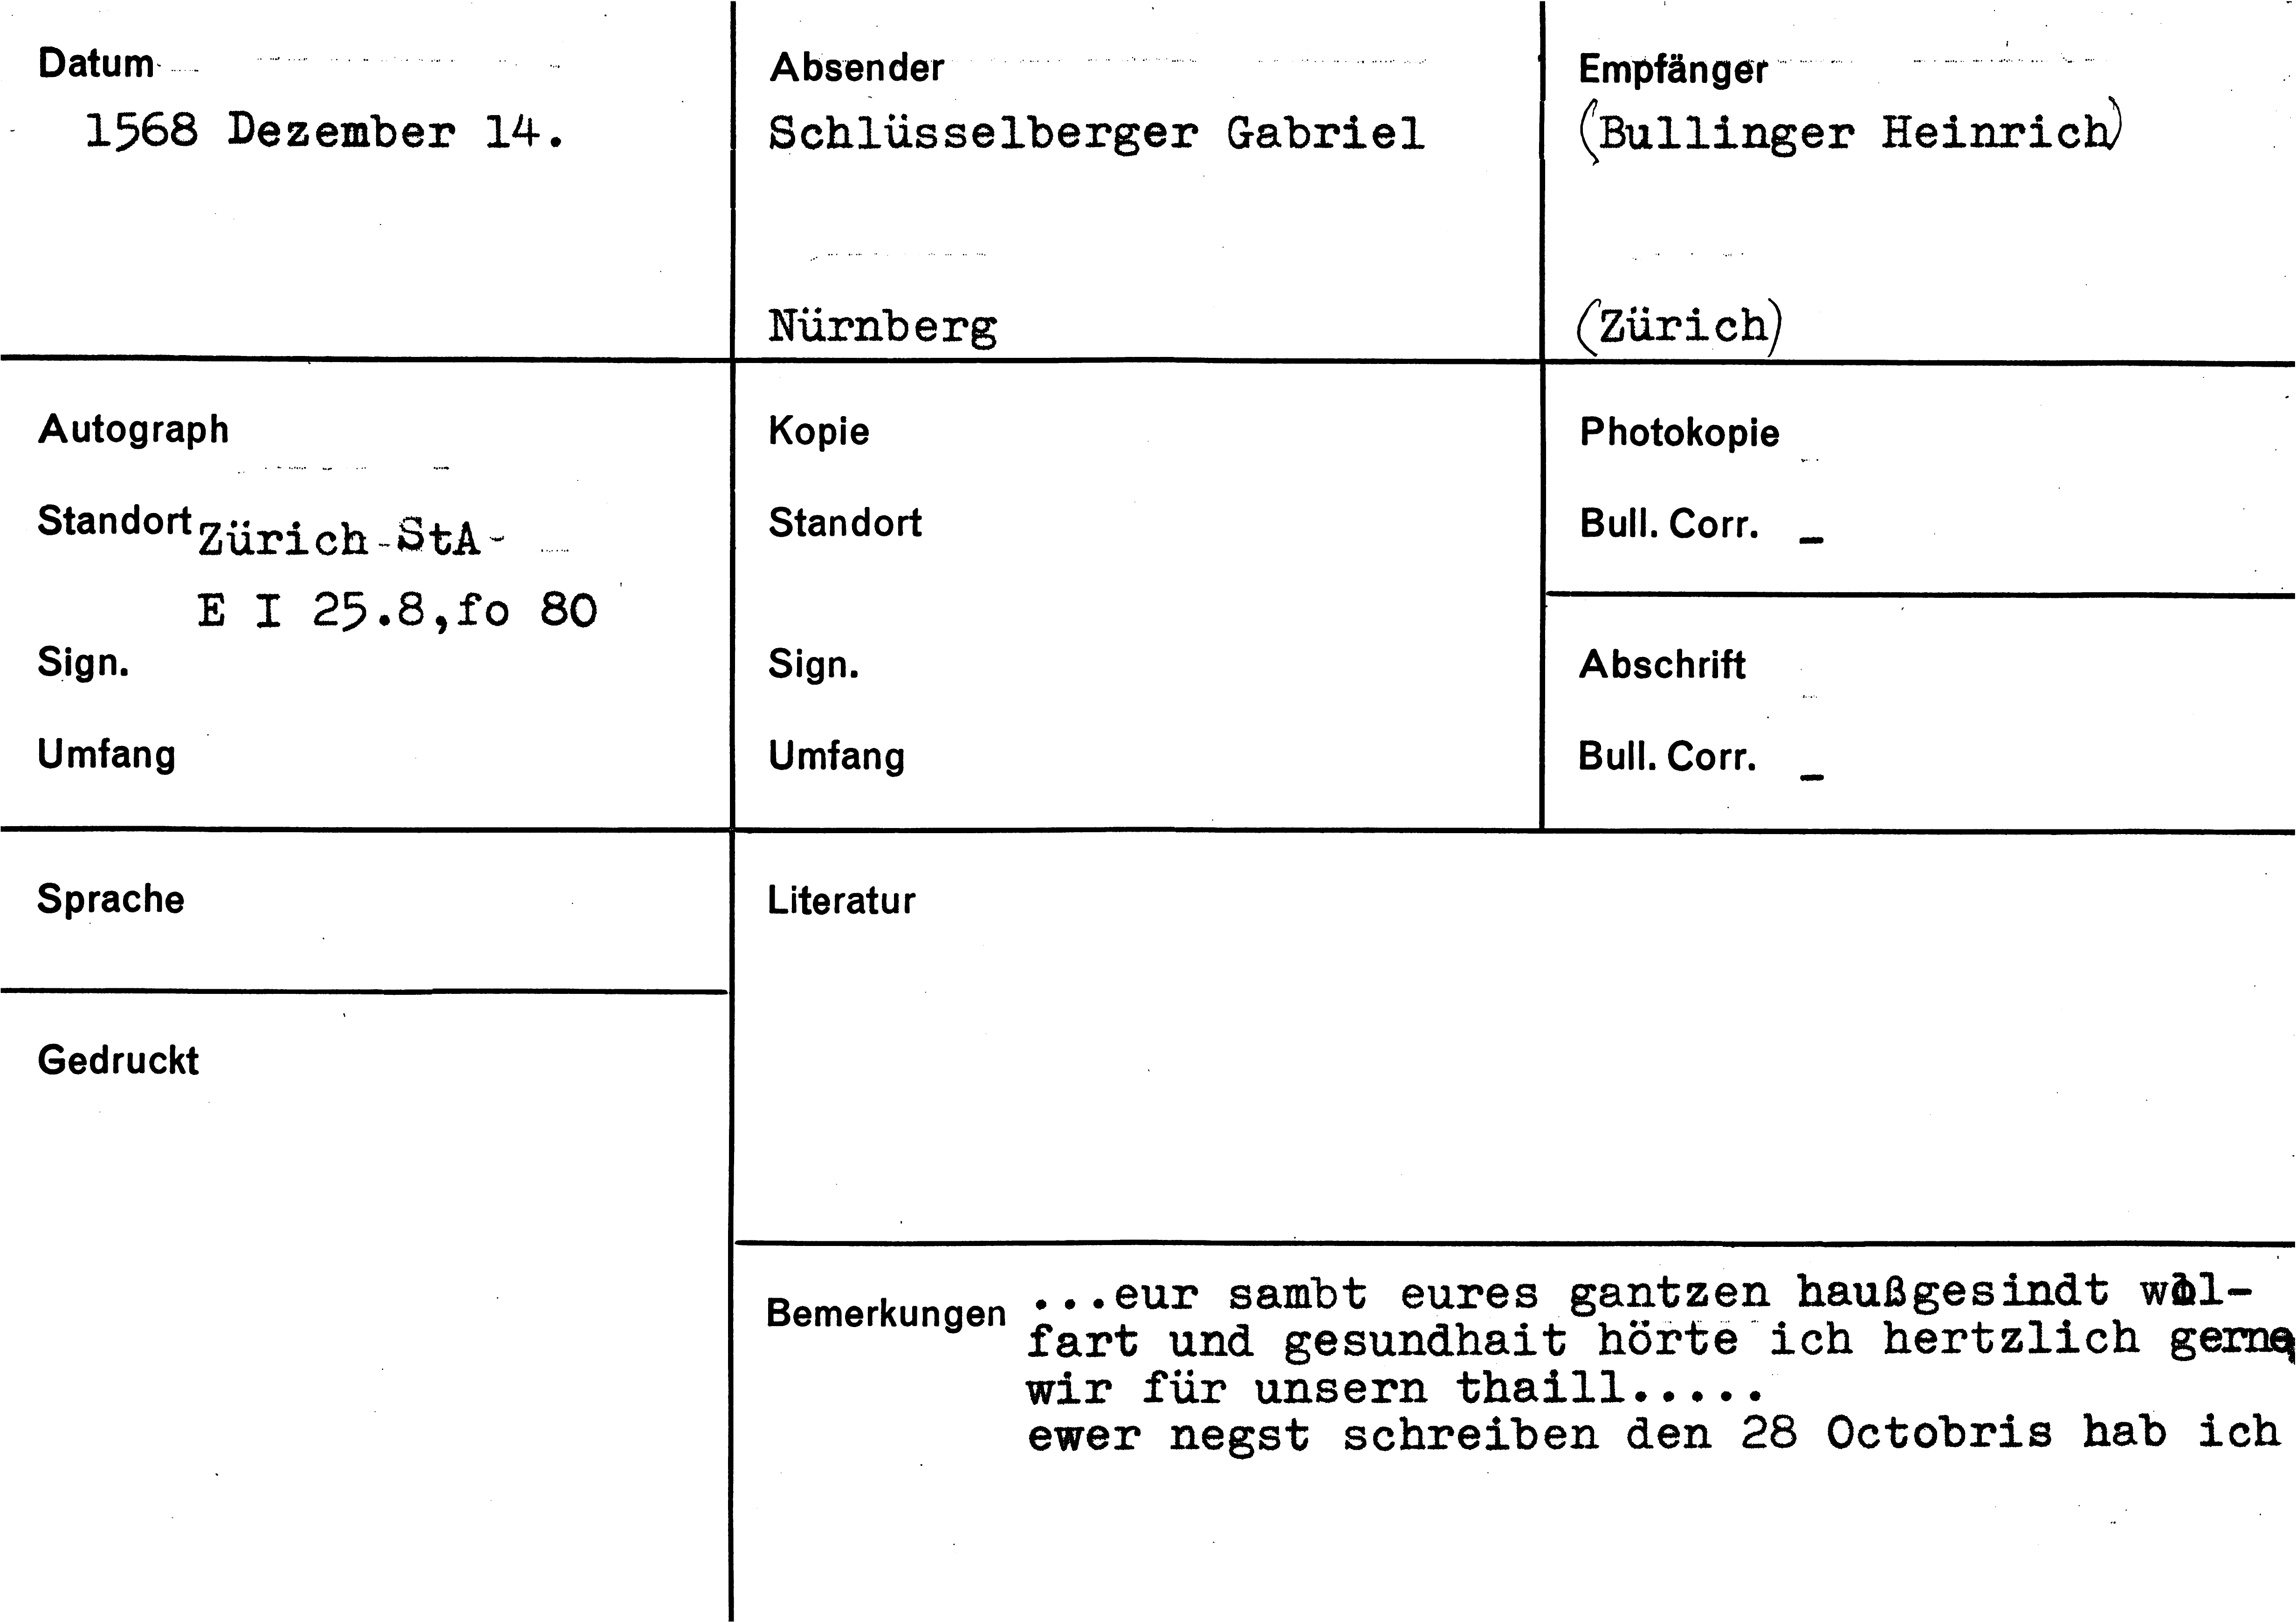 Datum
1568 Dezember 14.
Absender
Schlüsselberger Gabriel
Nürnberg
Empfänger
(Bullinger Heinrich)
(Zürich)
Autograph
Standort Zürich StA
E I 25.8,fo 80
Sign.
Umfang
Kopie
Standort
Sign.
Umfang
Photokopie
Bull. Corr. _
Abschrift
Bull. Corr. _
Sprache
Gedruckt
Literatur
Bemerkungen
...eur sambt eures gantzen haußgesindt wol-
fart und gesundhait hörte ich hertzlich gerne,
wir für unsern thaill.....
ewer negst schreiben den 28 Octobris hab ich